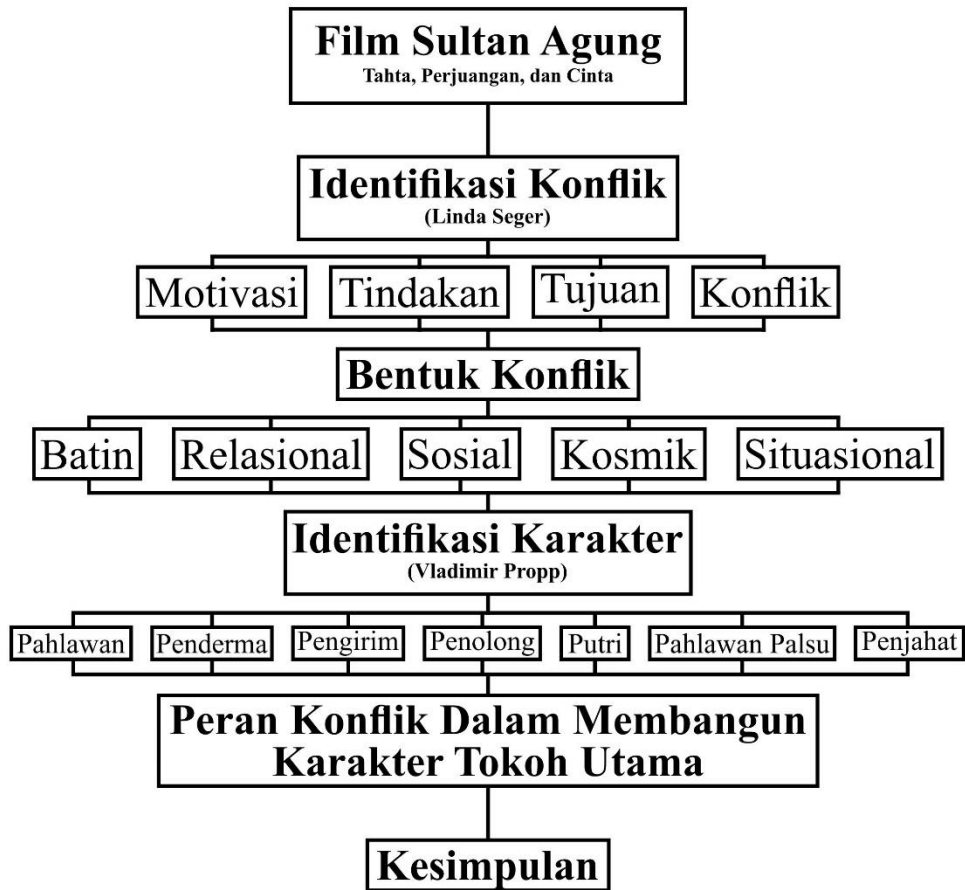 Film Sultan Agung
Tahta, Perjuangan, dan Cinta
Identifikasi Konflik
(Linda Seger)
Motivasi
Tindakan
Tujuan
Konflik
Bentuk Konflik
Batin
Relasional
Sosial
Kosmik
Situasional
Identifikasi Karakter
(Vladimir Propp)
Pahlawan
Penderma
Pengirim
Penolong
Putri
Pahlawan Palsu
Penjahat
Peran Konflik Dalam Membangun
Karakter Tokoh Utama
Kesimpulan